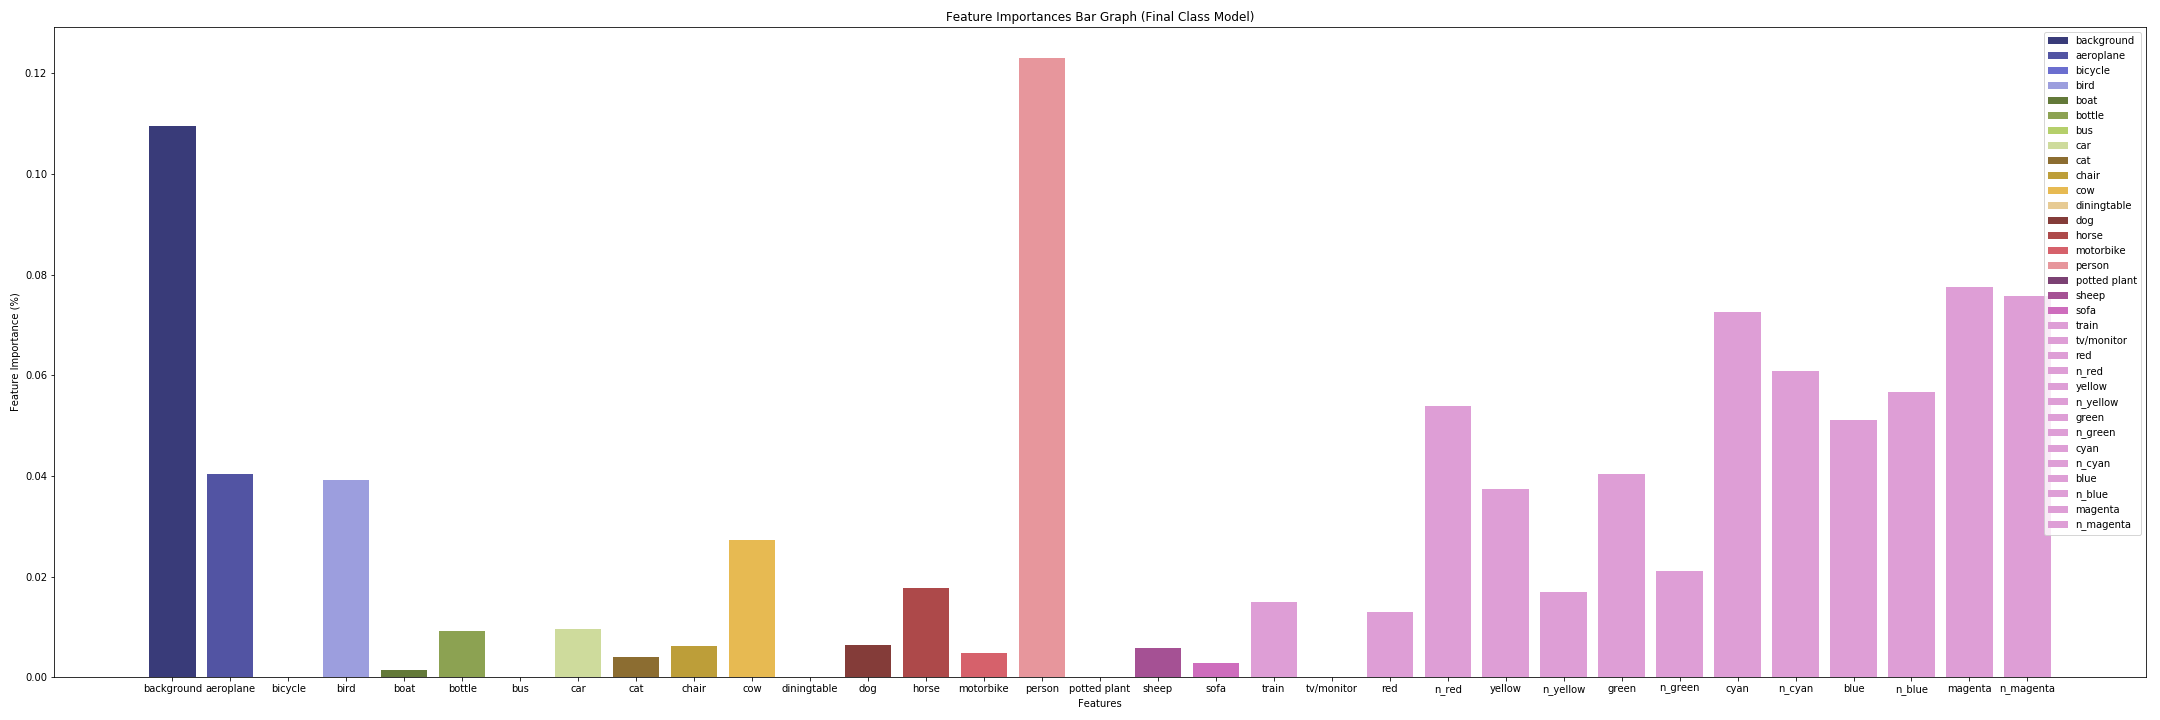 Feature Importances Bar Graph (Final Class Model)
Feature Importance (%)
0.12
0.10
0.08
0.06
0.04
0.02
0.00
background
aeroplane
bicycle
bird
boat
bottle
bus
car
cat
chair
cow
diningtable
dog
horse
motorbike
person
potted plant
sheep
sofa
train
tv/monitor
red
n_red
yellow
n_yellow
green
n_green
cyan
n_cyan
blue
n_blue
magenta
n_magenta
background aeroplane bicycle bird boat bottle bus car cat chair cow diningtable dog horse motorbike person potted plant sheep sofa train tv/monitor red n_red yellow n_yellow green n_green cyan n_cyan blue n_blue magenta n_magenta
Features